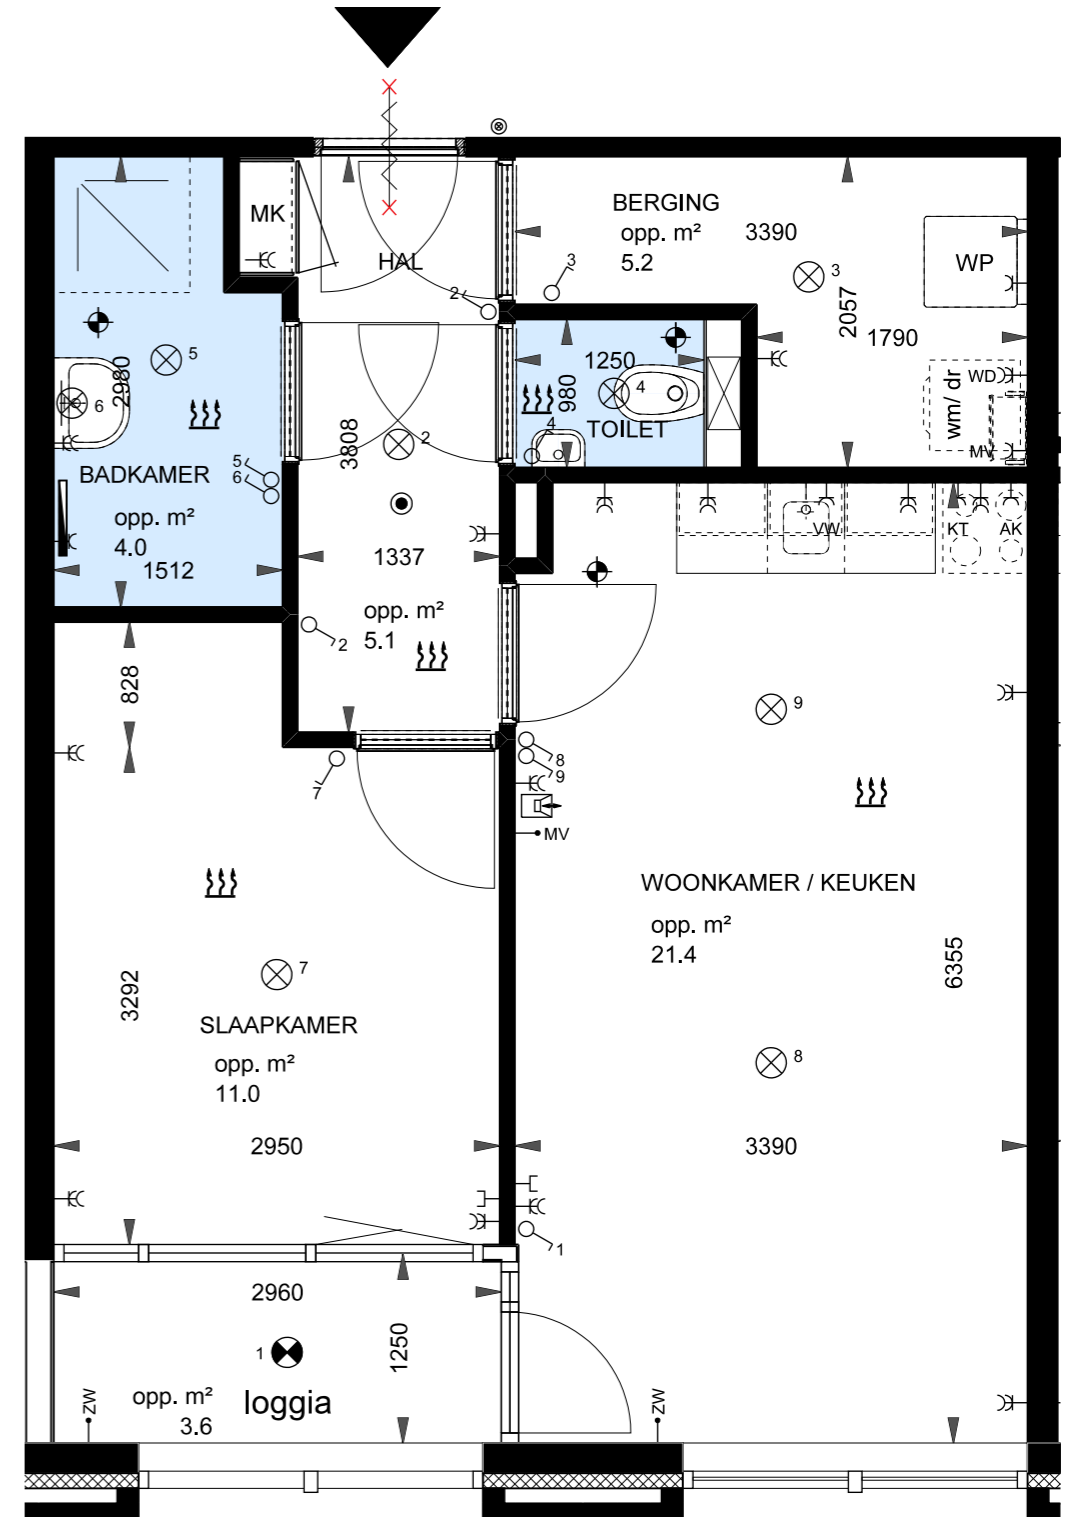 BERGING
opp. m²
5.2
3390
MK
HAL
3
2
3
WP
2057
1790
2980
5
6
1250
980
4
TOILET
4
WD
wm/ dr
MV
3808
2
BADKAMER
5
6
opp. m²
4.0
1512
1337
VW
KT
AK
opp. m²
5.1
2
828
9
8
9
7
MV
WOONKAMER / KEUKEN
opp. m²
21.4
6355
7
3292
SLAAPKAMER
opp. m²
11.0
8
2950
3390
1
2960
1250
1
opp. m²
3.6
loggia
ZW
ZW